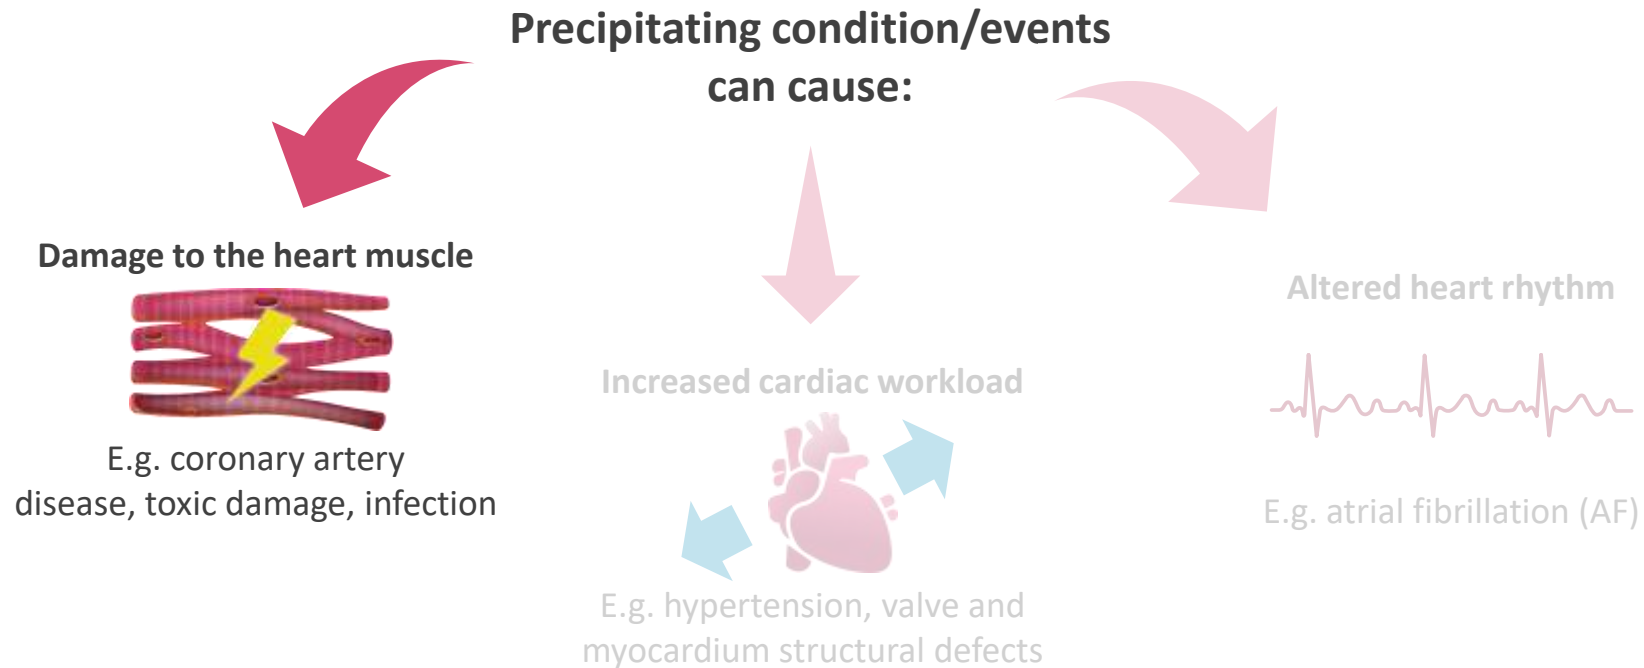 Precipitating condition/events
can cause:
Damage to the heart muscle
E.g. coronary artery
disease, toxic damage, infection
Increased cardiac workload
E.g. hypertension, valve and
myocardium structural defects
Altered heart rhythm
E.g. atrial fibrillation (AF)